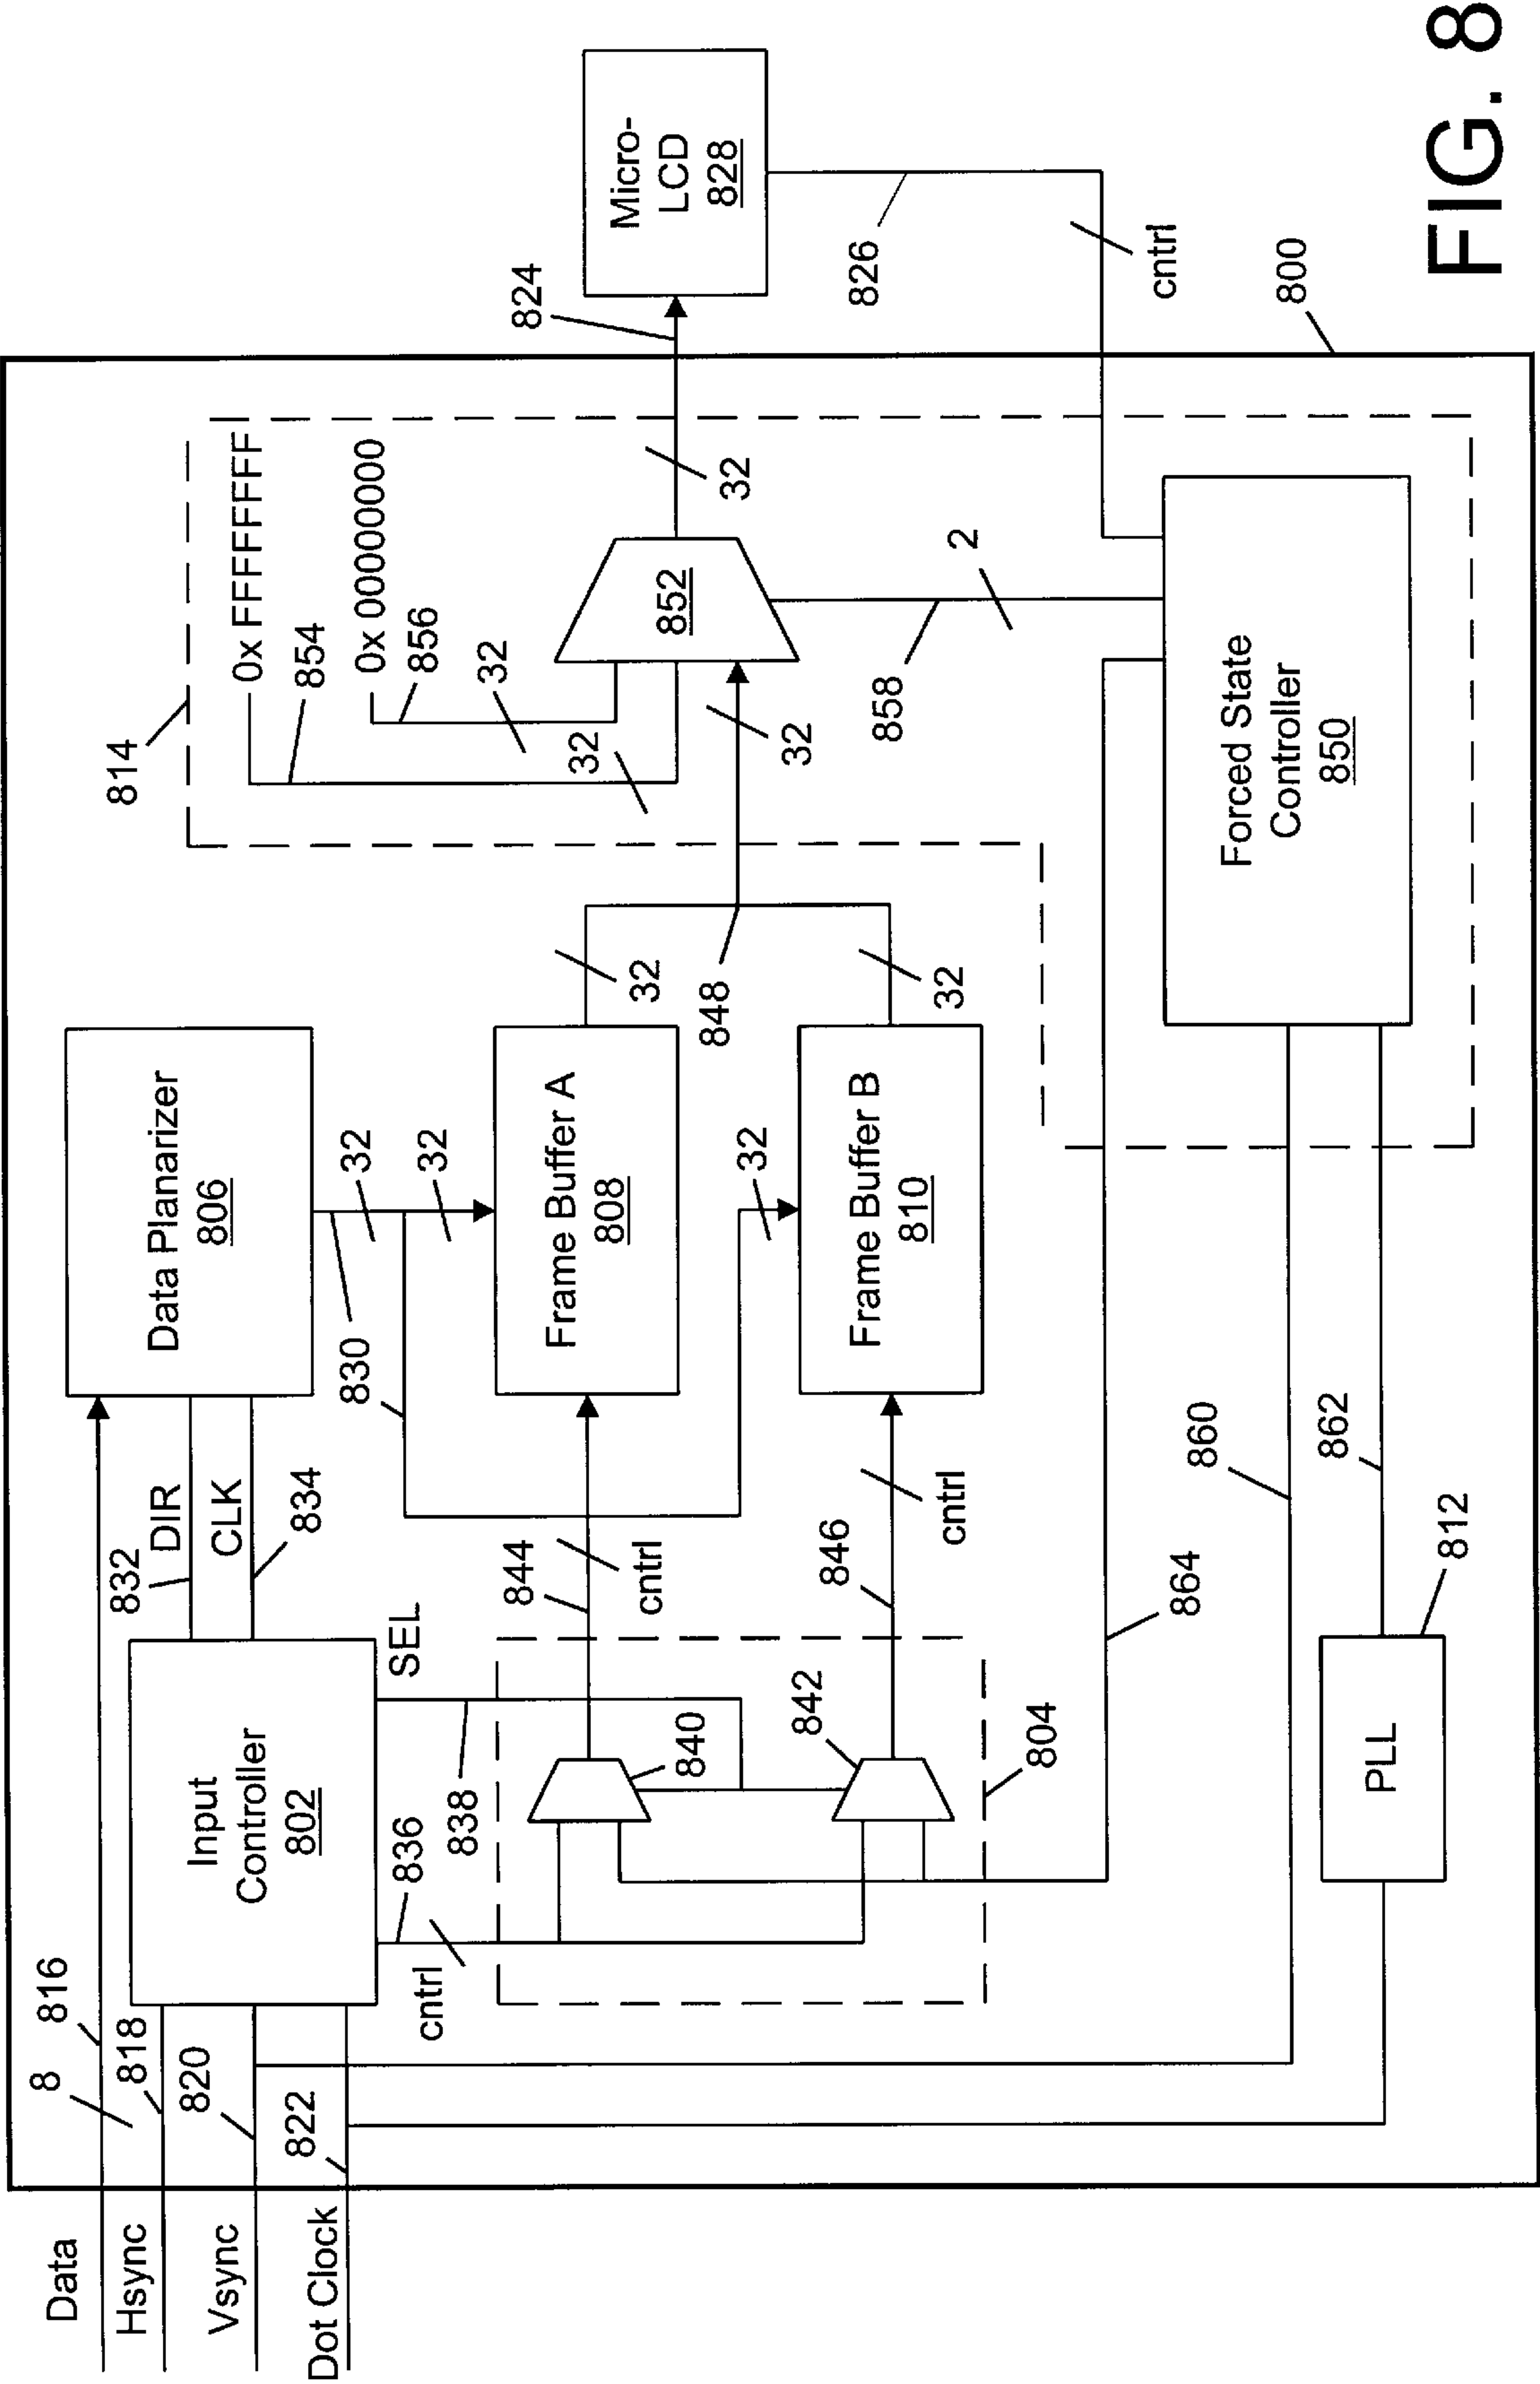 Data
Hsync
Vsync
Dot Clock
8
816
818
820
822
Input
Controller
802
832
DIR
CLK
834
SEL
cntrl
836
838
840
842
804
844
cntrl
846
cntrl
864
860
862
PLL
812
Data Planarizer
806
830
32
32
32
Frame Buffer A
808
Frame Buffer B
810
32
32
848
814
0x FFFFFFFF
854
0x 00000000
856
32
32
32
852
32
858
2
Forced State
Controller
850
824
Micro-
LCD
828
826
cntrl
800
FIG. 8